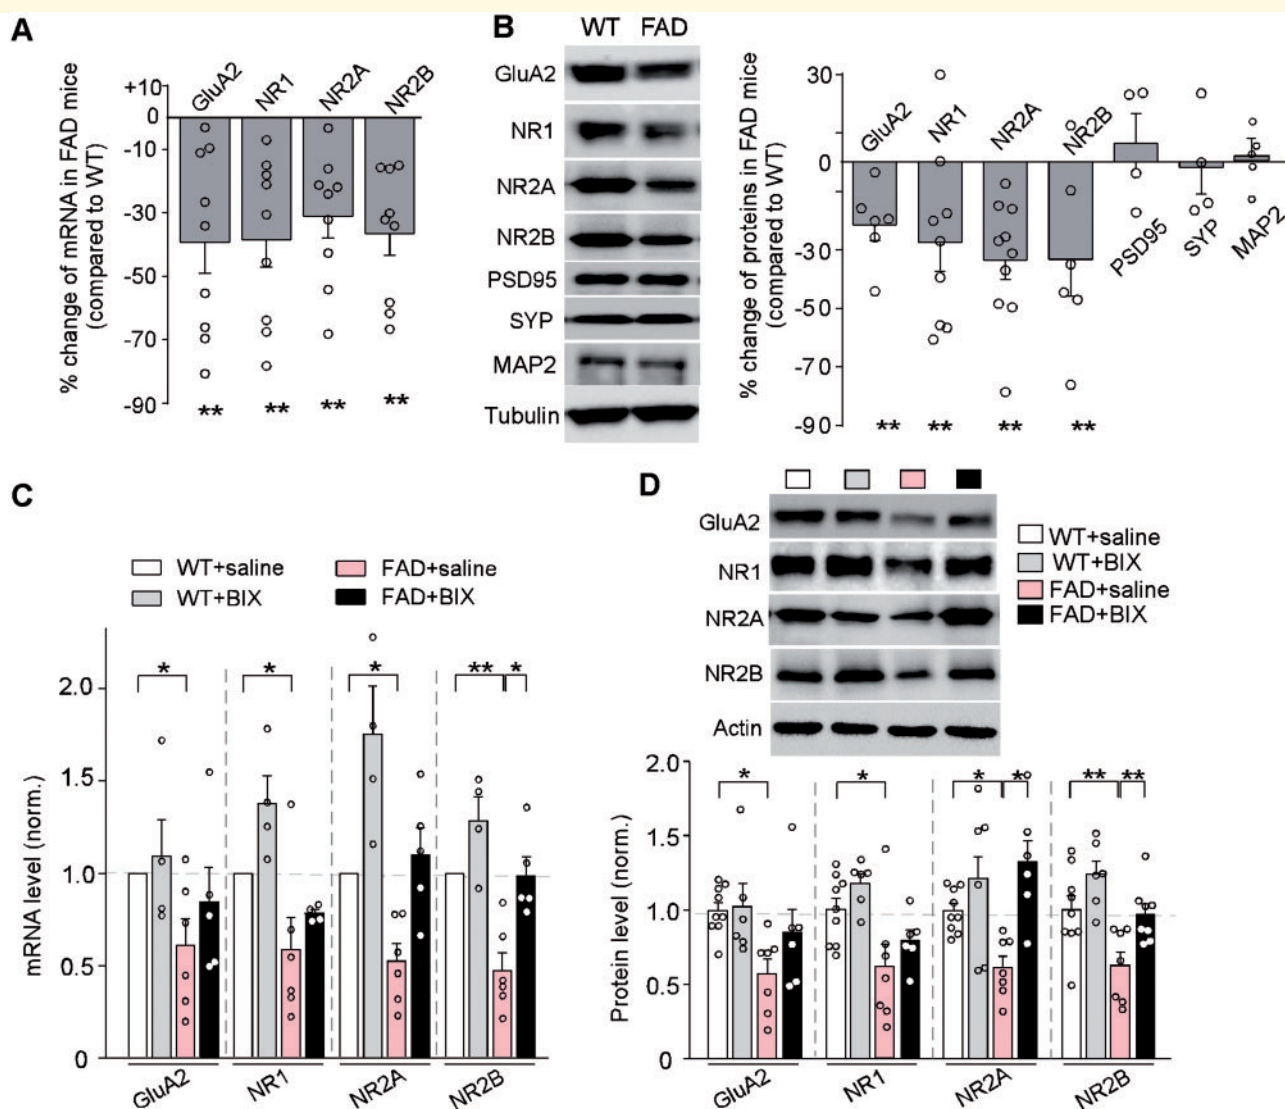 A
% change of mRNA in FAD mice
(compared to WT)
+10
0
-10
-30
-50
-70
-90
GluA2
NR1
NR2A
NR2B
** ** ** **
B
WT FAD
GluA2
NR1
NR2A
NR2B
PSD95
SYP
MAP2
Tubulin
% change of proteins in FAD mice
(compared to WT)
30
0
-30
-50
-70
-90
GluA2
NR1
NR2A
NR2B
PSD95
SYP
MAP2
** ** ** **
C
WT+saline
WT+BIX
FAD+saline
FAD+BIX
mRNA level (norm.)
2.0
1.5
1.0
0.5
0
* * * ** *
GluA2
NR1
NR2A
NR2B
D
GluA2
NR1
NR2A
NR2B
Actin
WT+saline
WT+BIX
FAD+saline
FAD+BIX
Protein level (norm.)
2.0
1.5
1.0
0.5
0
* * * * ** **
GluA2
NR1
NR2A
NR2B